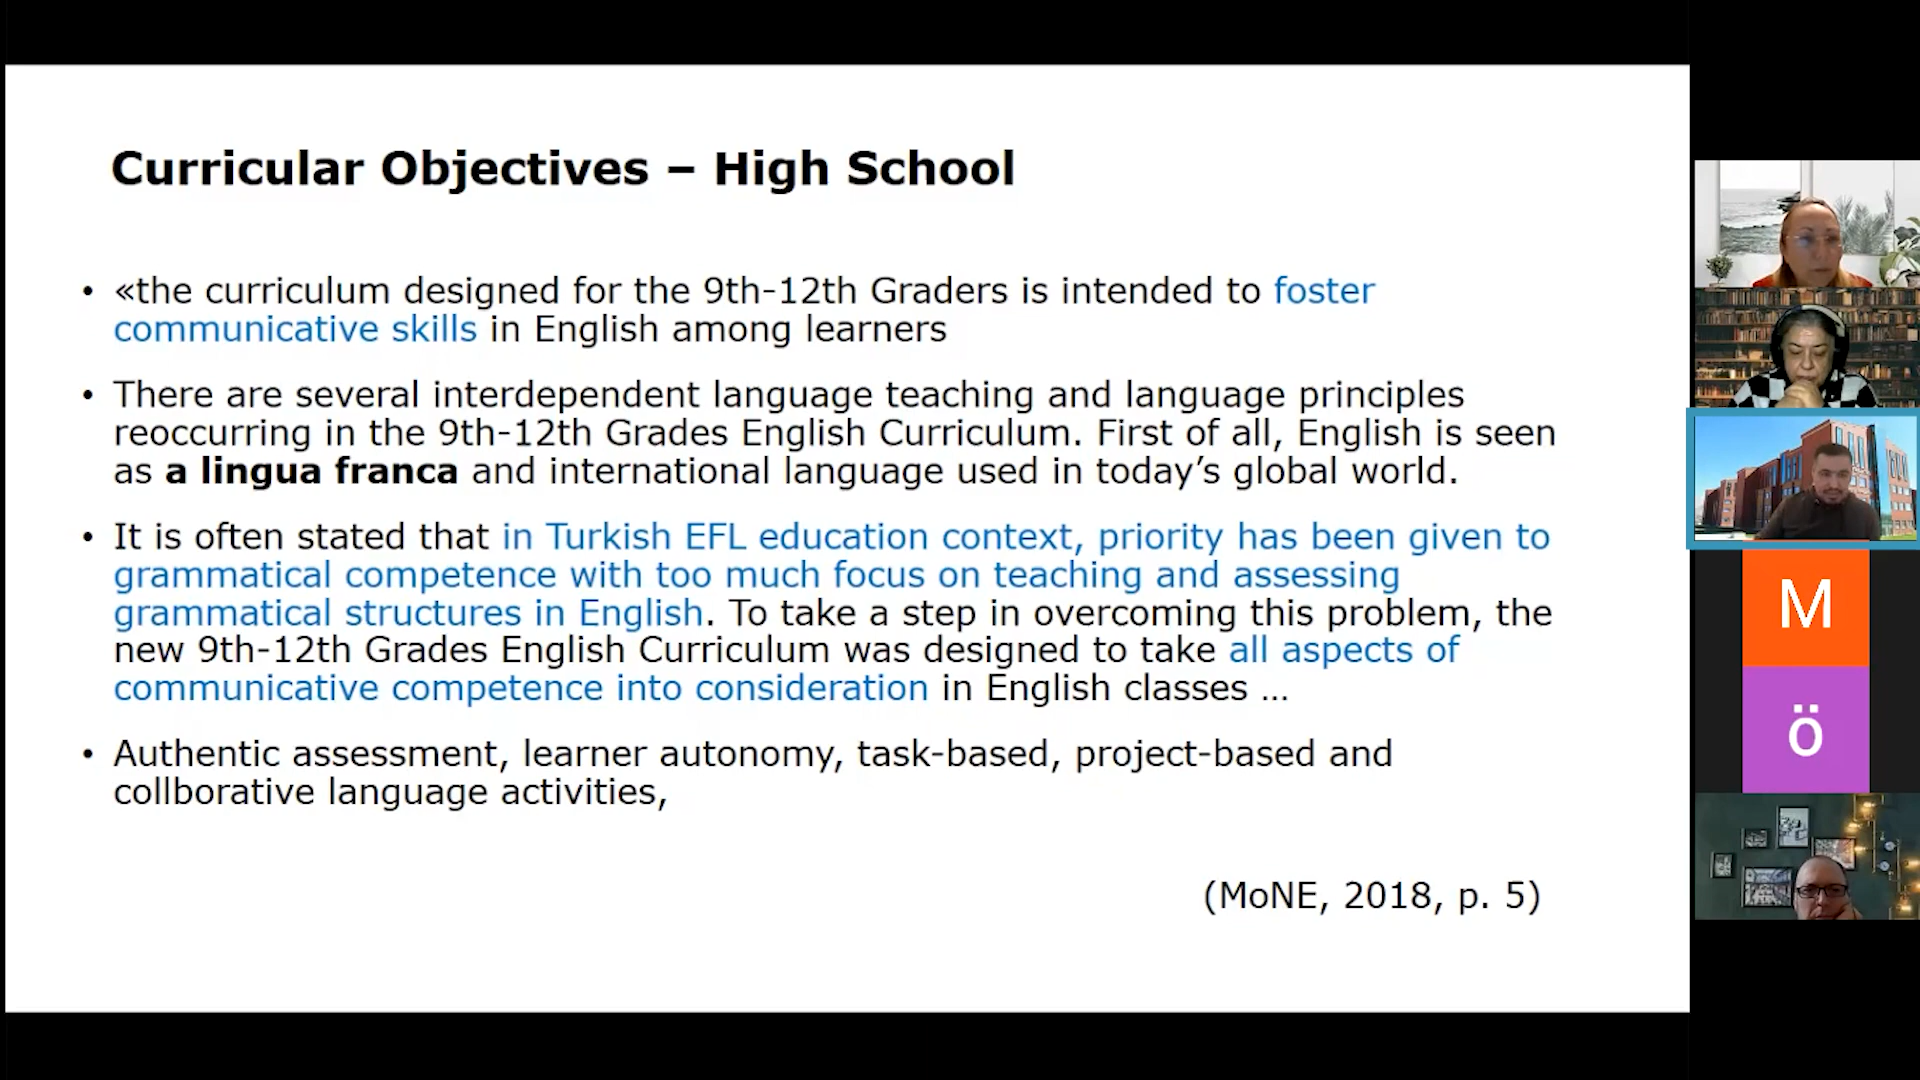 Curricular Objectives – High School
• «the curriculum designed for the 9th-12th Graders is intended to foster
communicative skills in English among learners
• There are several interdependent language teaching and language principles
reoccurring in the 9th-12th Grades English Curriculum. First of all, English is seen
as a lingua franca and international language used in today’s global world.
• It is often stated that in Turkish EFL education context, priority has been given to
grammatical competence with too much focus on teaching and assessing
grammatical structures in English. To take a step in overcoming this problem, the
new 9th-12th Grades English Curriculum was designed to take all aspects of
communicative competence into consideration in English classes …
• Authentic assessment, learner autonomy, task-based, project-based and
collborative language activities,
(MoNE, 2018, p. 5)
M
ö